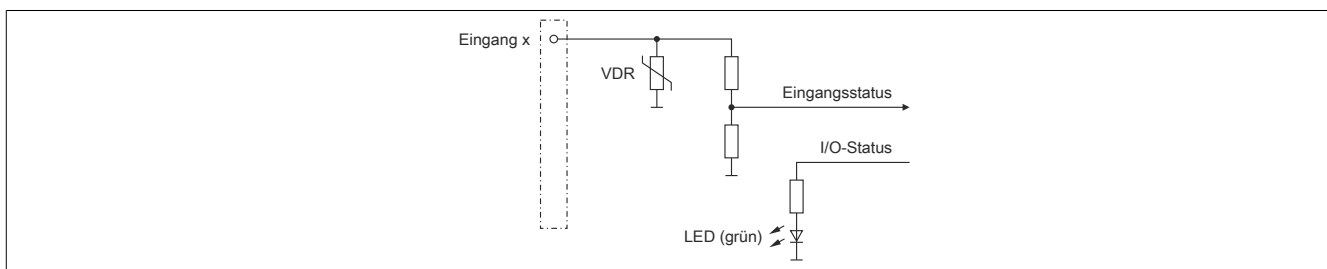 Eingang x
VDR
Eingangsstatus
I/O-Status
LED (grün)